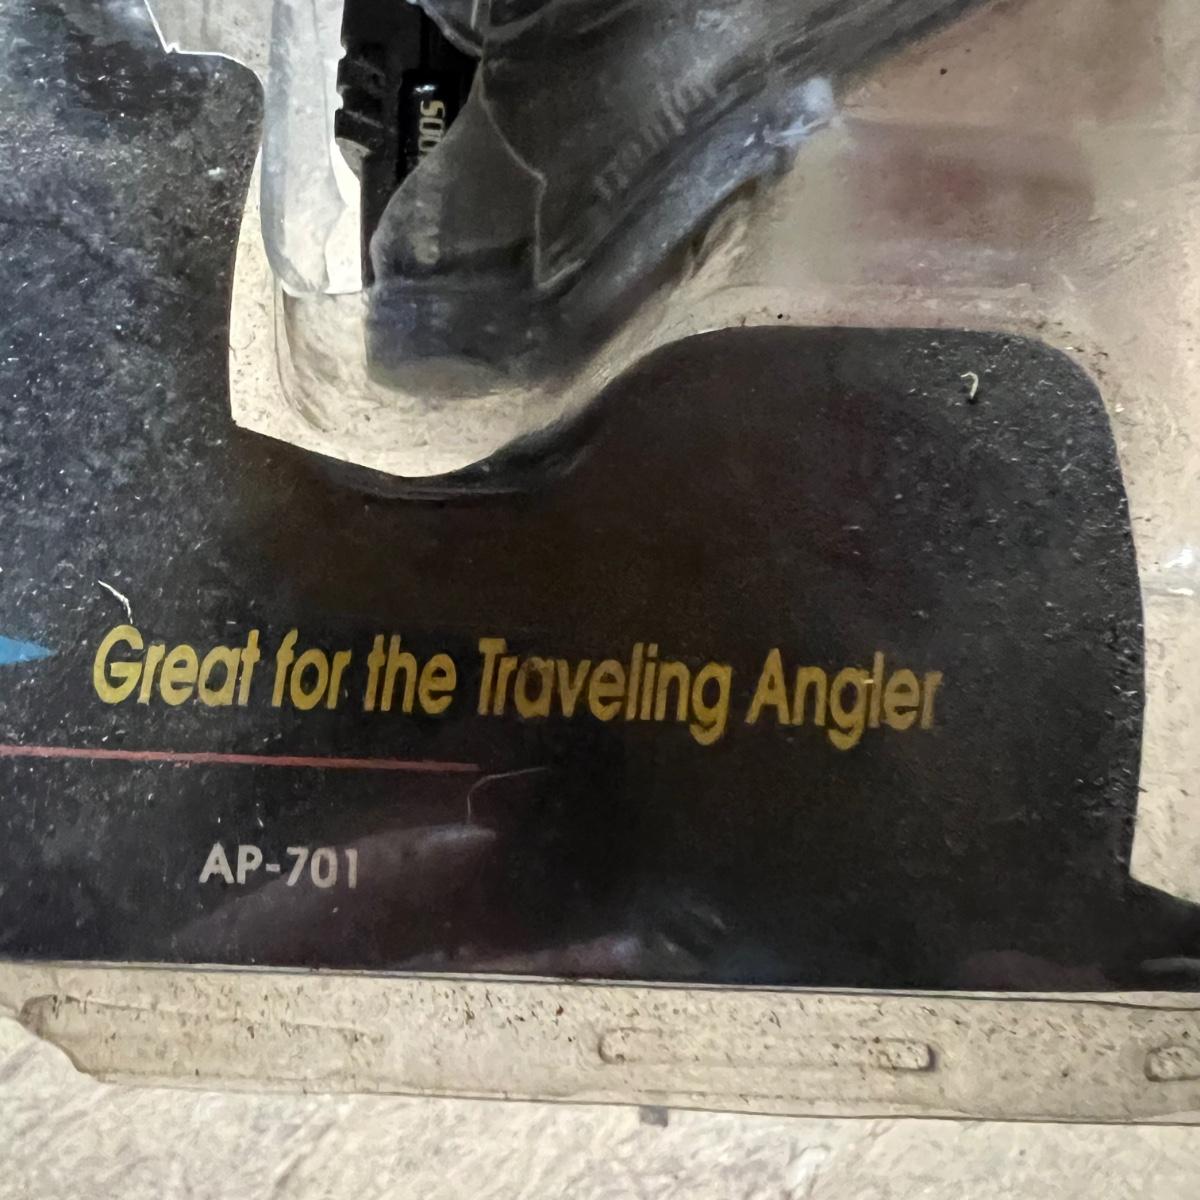 Great for the Traveling Angler
AP-701